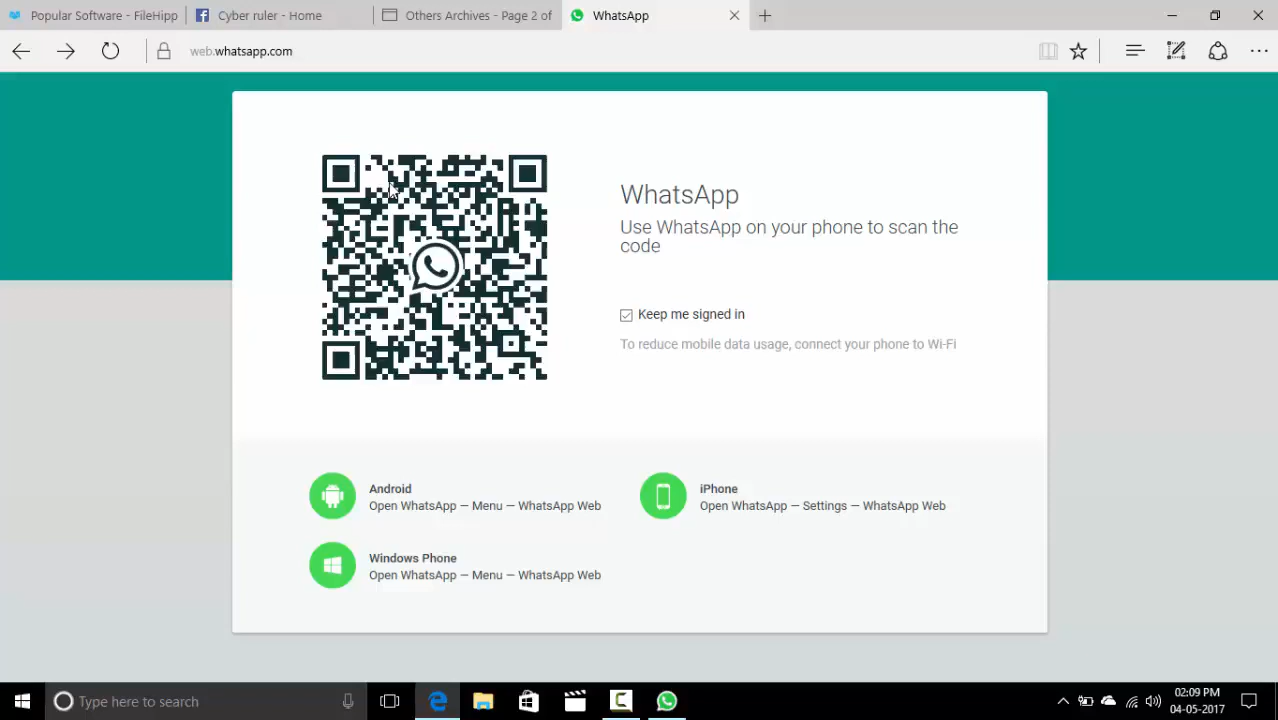 Popular Software - FileHipp
Cyber ruler - Home
Others Archives - Page 2 of
WhatsApp
web.whatsapp.com
WhatsApp
Use WhatsApp on your phone to scan the
code
Keep me signed in
To reduce mobile data usage, connect your phone to Wi-Fi
Android
Open WhatsApp — Menu — WhatsApp Web
iPhone
Open WhatsApp — Settings — WhatsApp Web
Windows Phone
Open WhatsApp — Menu — WhatsApp Web
Type here to search
02:09 PM
04-05-2017